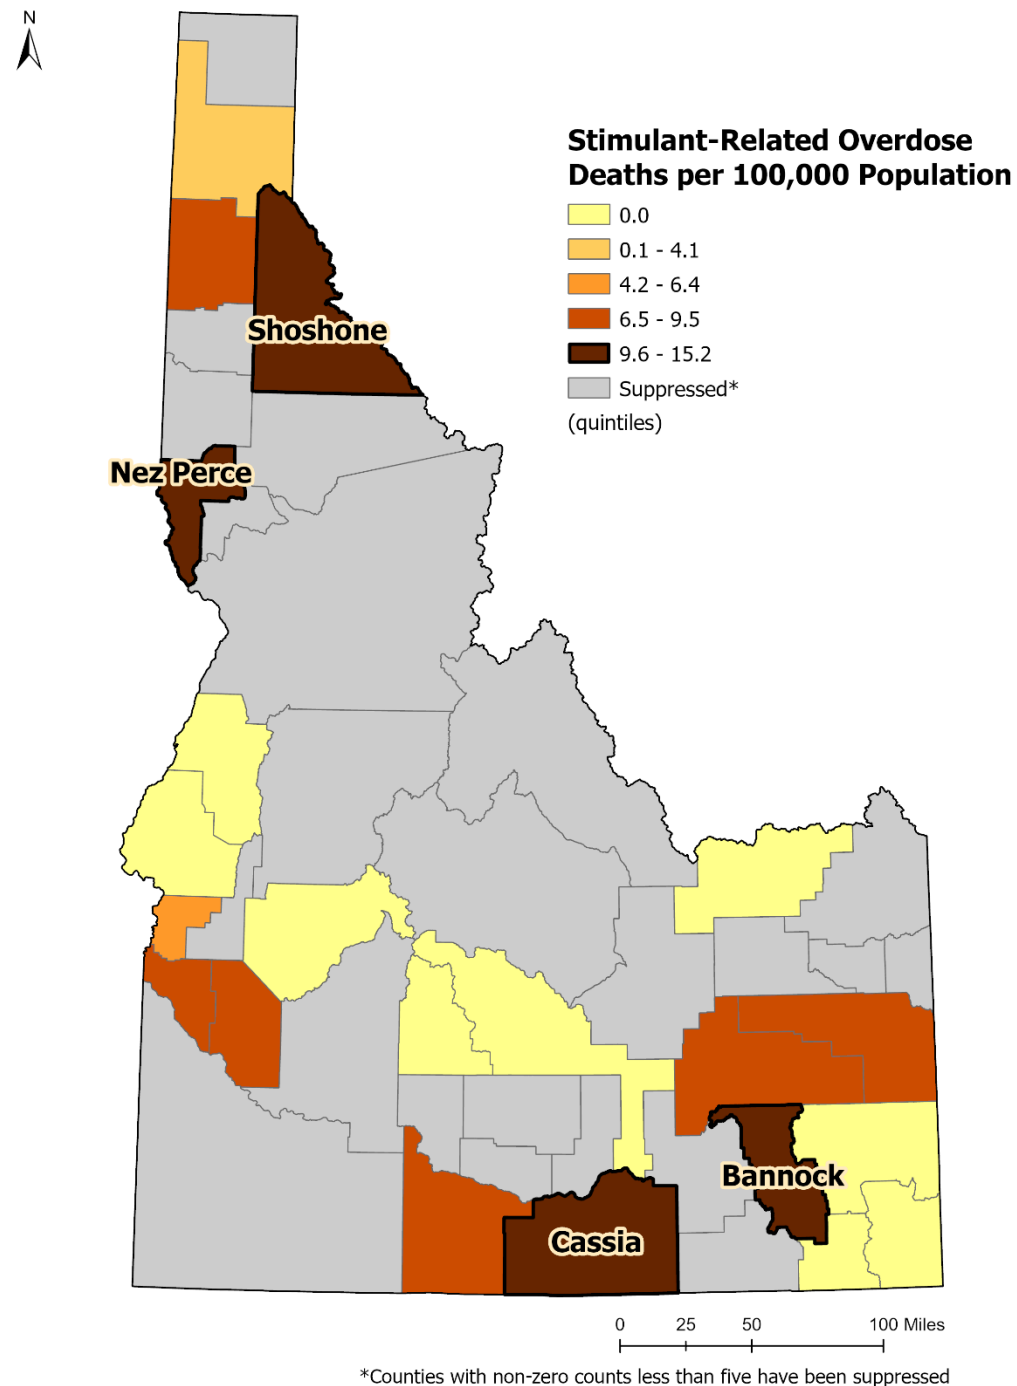 N
Stimulant-Related Overdose
Deaths per 100,000 Population
0.0
0.1 - 4.1
4.2 - 6.4
6.5 - 9.5
9.6 - 15.2
Suppressed*
(quintiles)
Shoshone
Nez Perce
Bannock
Cassia
0 25 50 100 Miles
*Counties with non-zero counts less than five have been suppressed